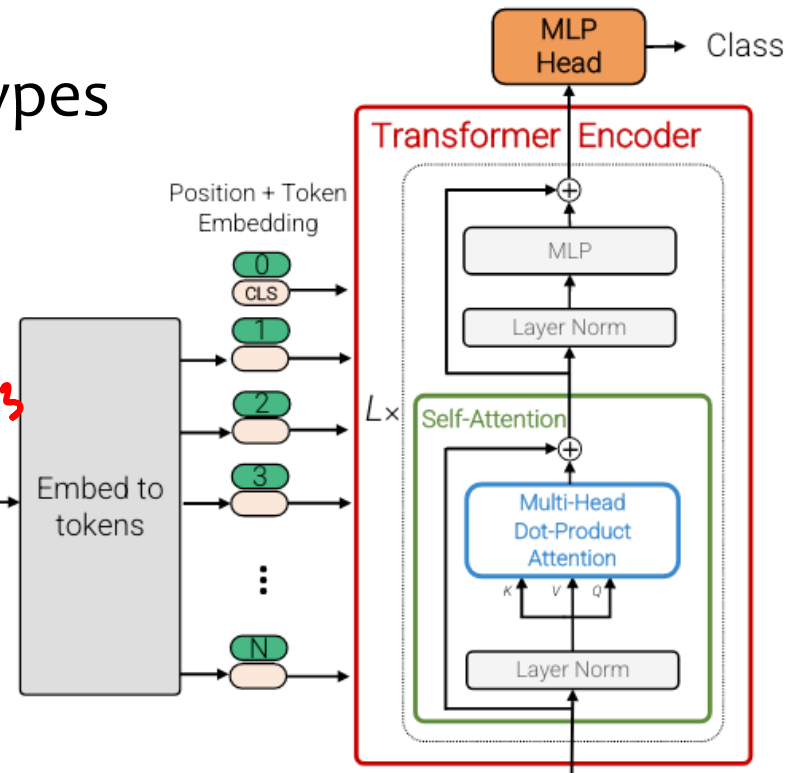 MLP
Head
Class
ypes
Transformer Encoder
Position + Token
Embedding
0
CLS
1
2
3
N
Embed to
tokens
L×
MLP
Layer Norm
Self-Attention
Multi-Head
Dot-Product
Attention
K V Q
Layer Norm